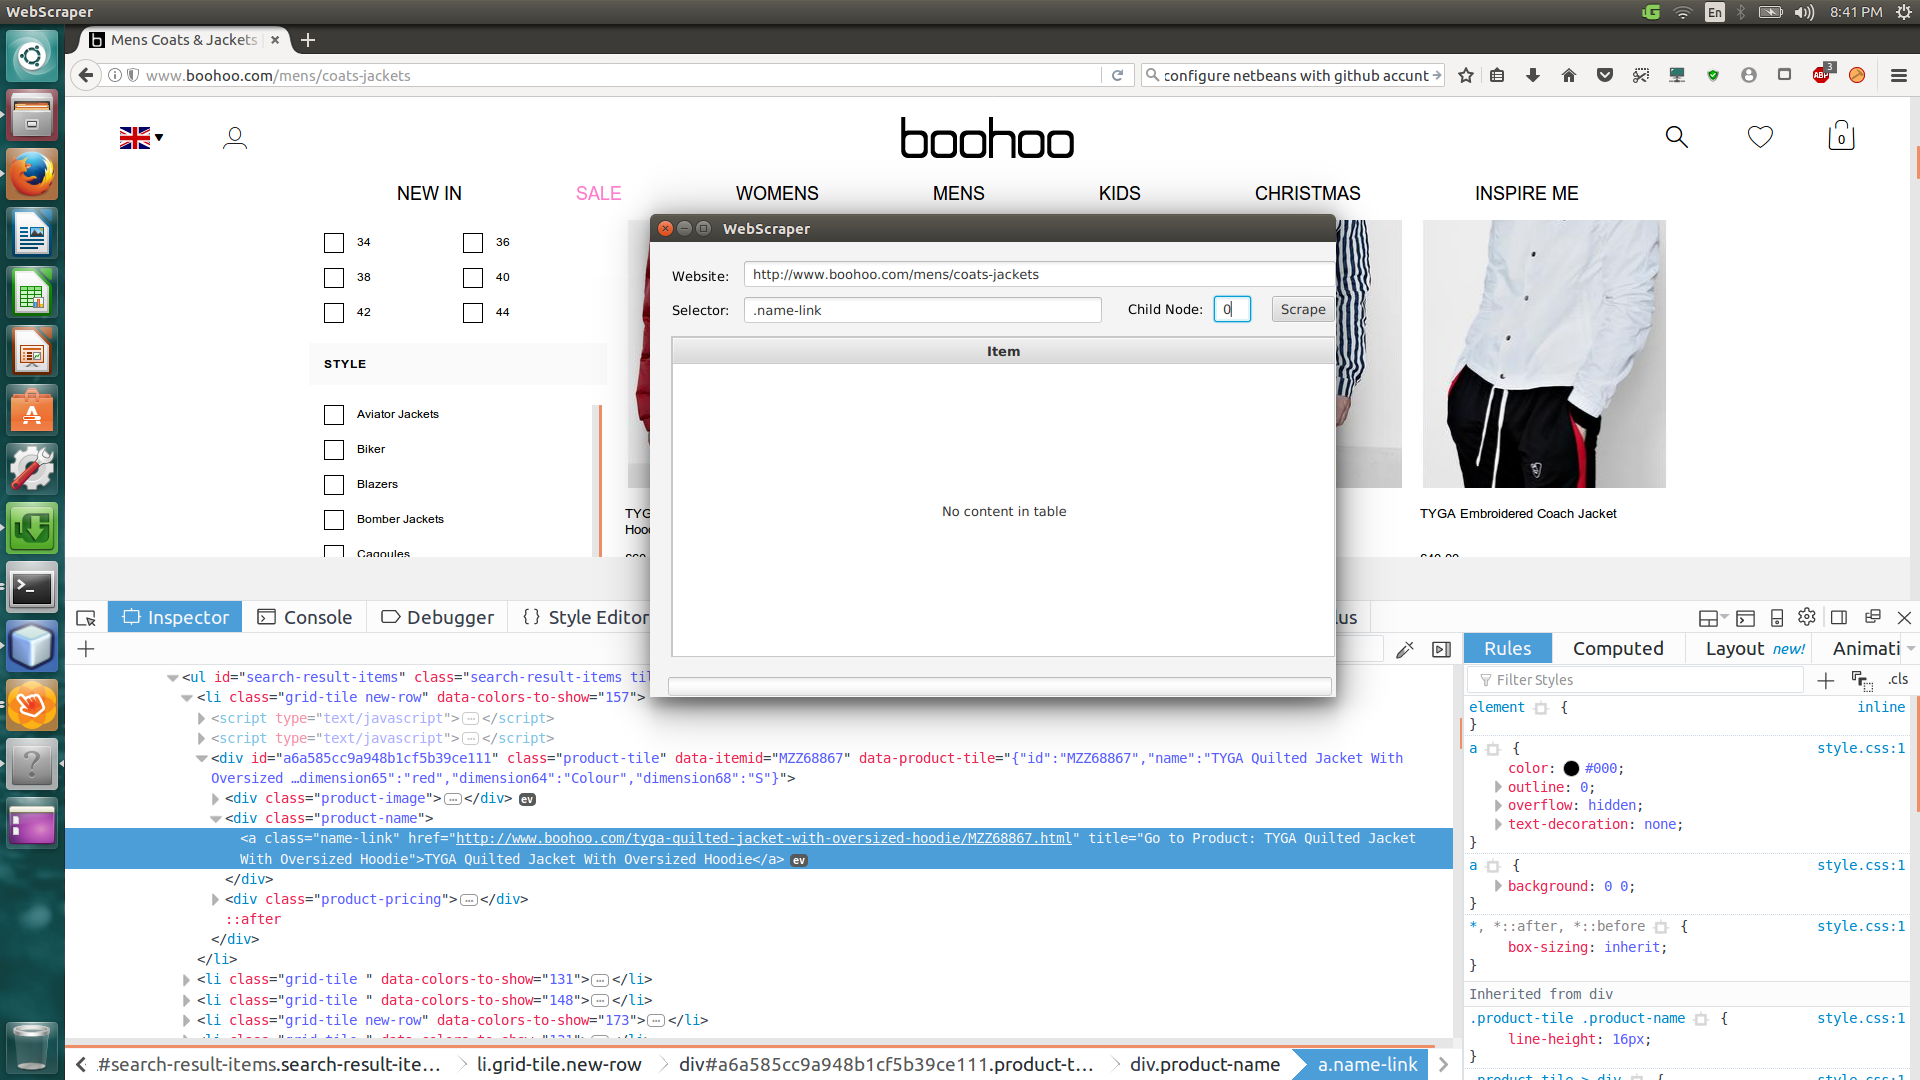 WebScraper
En
8:41 PM
Mens Coats & Jackets
www.boohoo.com/mens/coats-jackets
configure netbeans with github accunt
ABP
3
boohoo
0
NEW IN
SALE
WOMENS
MENS
KIDS
CHRISTMAS
INSPIRE ME
34
36
38
40
42
44
STYLE
Aviator Jackets
Biker
Blazers
Bomber Jackets
Cagoules
TYGA Embroidered Coach Jacket
WebScraper
Website:
http://www.boohoo.com/mens/coats-jackets
Selector:
.name-link
Child Node:
0
Scrape
Item
No content in table
Inspector
Console
Debugger
{ } Style Editor
<ul id="search-result-items" class="search-result-items til
<li class="grid-tile new-row" data-colors-to-show="157">
<script type="text/javascript"></script>
<script type="text/javascript"></script>
<div id="a6a585cc9a948b1cf5b39ce111" class="product-tile" data-itemid="MZZ68867" data-product-tile="{"id":"MZZ68867","name":"TYGA Quilted Jacket With
Oversized …dimension65":"red","dimension64":"Colour","dimension68":"S"}">
<div class="product-image"></div> ev
<div class="product-name">
<a class="name-link" href="http://www.boohoo.com/tyga-quilted-jacket-with-oversized-hoodie/MZZ68867.html" title="Go to Product: TYGA Quilted Jacket
With Oversized Hoodie">TYGA Quilted Jacket With Oversized Hoodie</a> ev
</div>
<div class="product-pricing"></div>
::after
</div>
</li>
<li class="grid-tile " data-colors-to-show="131"></li>
<li class="grid-tile " data-colors-to-show="148"></li>
<li class="grid-tile new-row" data-colors-to-show="173"></li>
#search-result-items.search-result-ite…
li.grid-tile.new-row
div#a6a585cc9a948b1cf5b39ce111.product-t…
div.product-name
a.name-link
Rules
Computed
Layout new!
Animati
Filter Styles
.cls
element {
inline
}
a {
style.css:1
color: #000;
outline: 0;
overflow: hidden;
text-decoration: none;
}
a {
style.css:1
background: 0 0;
}
*, *::after, *::before {
style.css:1
box-sizing: inherit;
}
Inherited from div
.product-tile .product-name {
style.css:1
line-height: 16px;
}